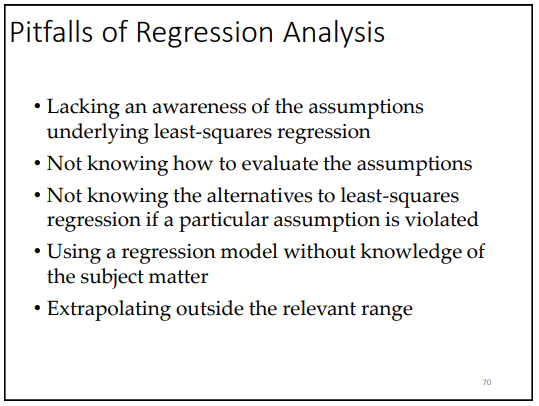 Pitfalls of Regression Analysis
• Lacking an awareness of the assumptions
underlying least-squares regression
• Not knowing how to evaluate the assumptions
• Not knowing the alternatives to least-squares
regression if a particular assumption is violated
• Using a regression model without knowledge of
the subject matter
• Extrapolating outside the relevant range
70